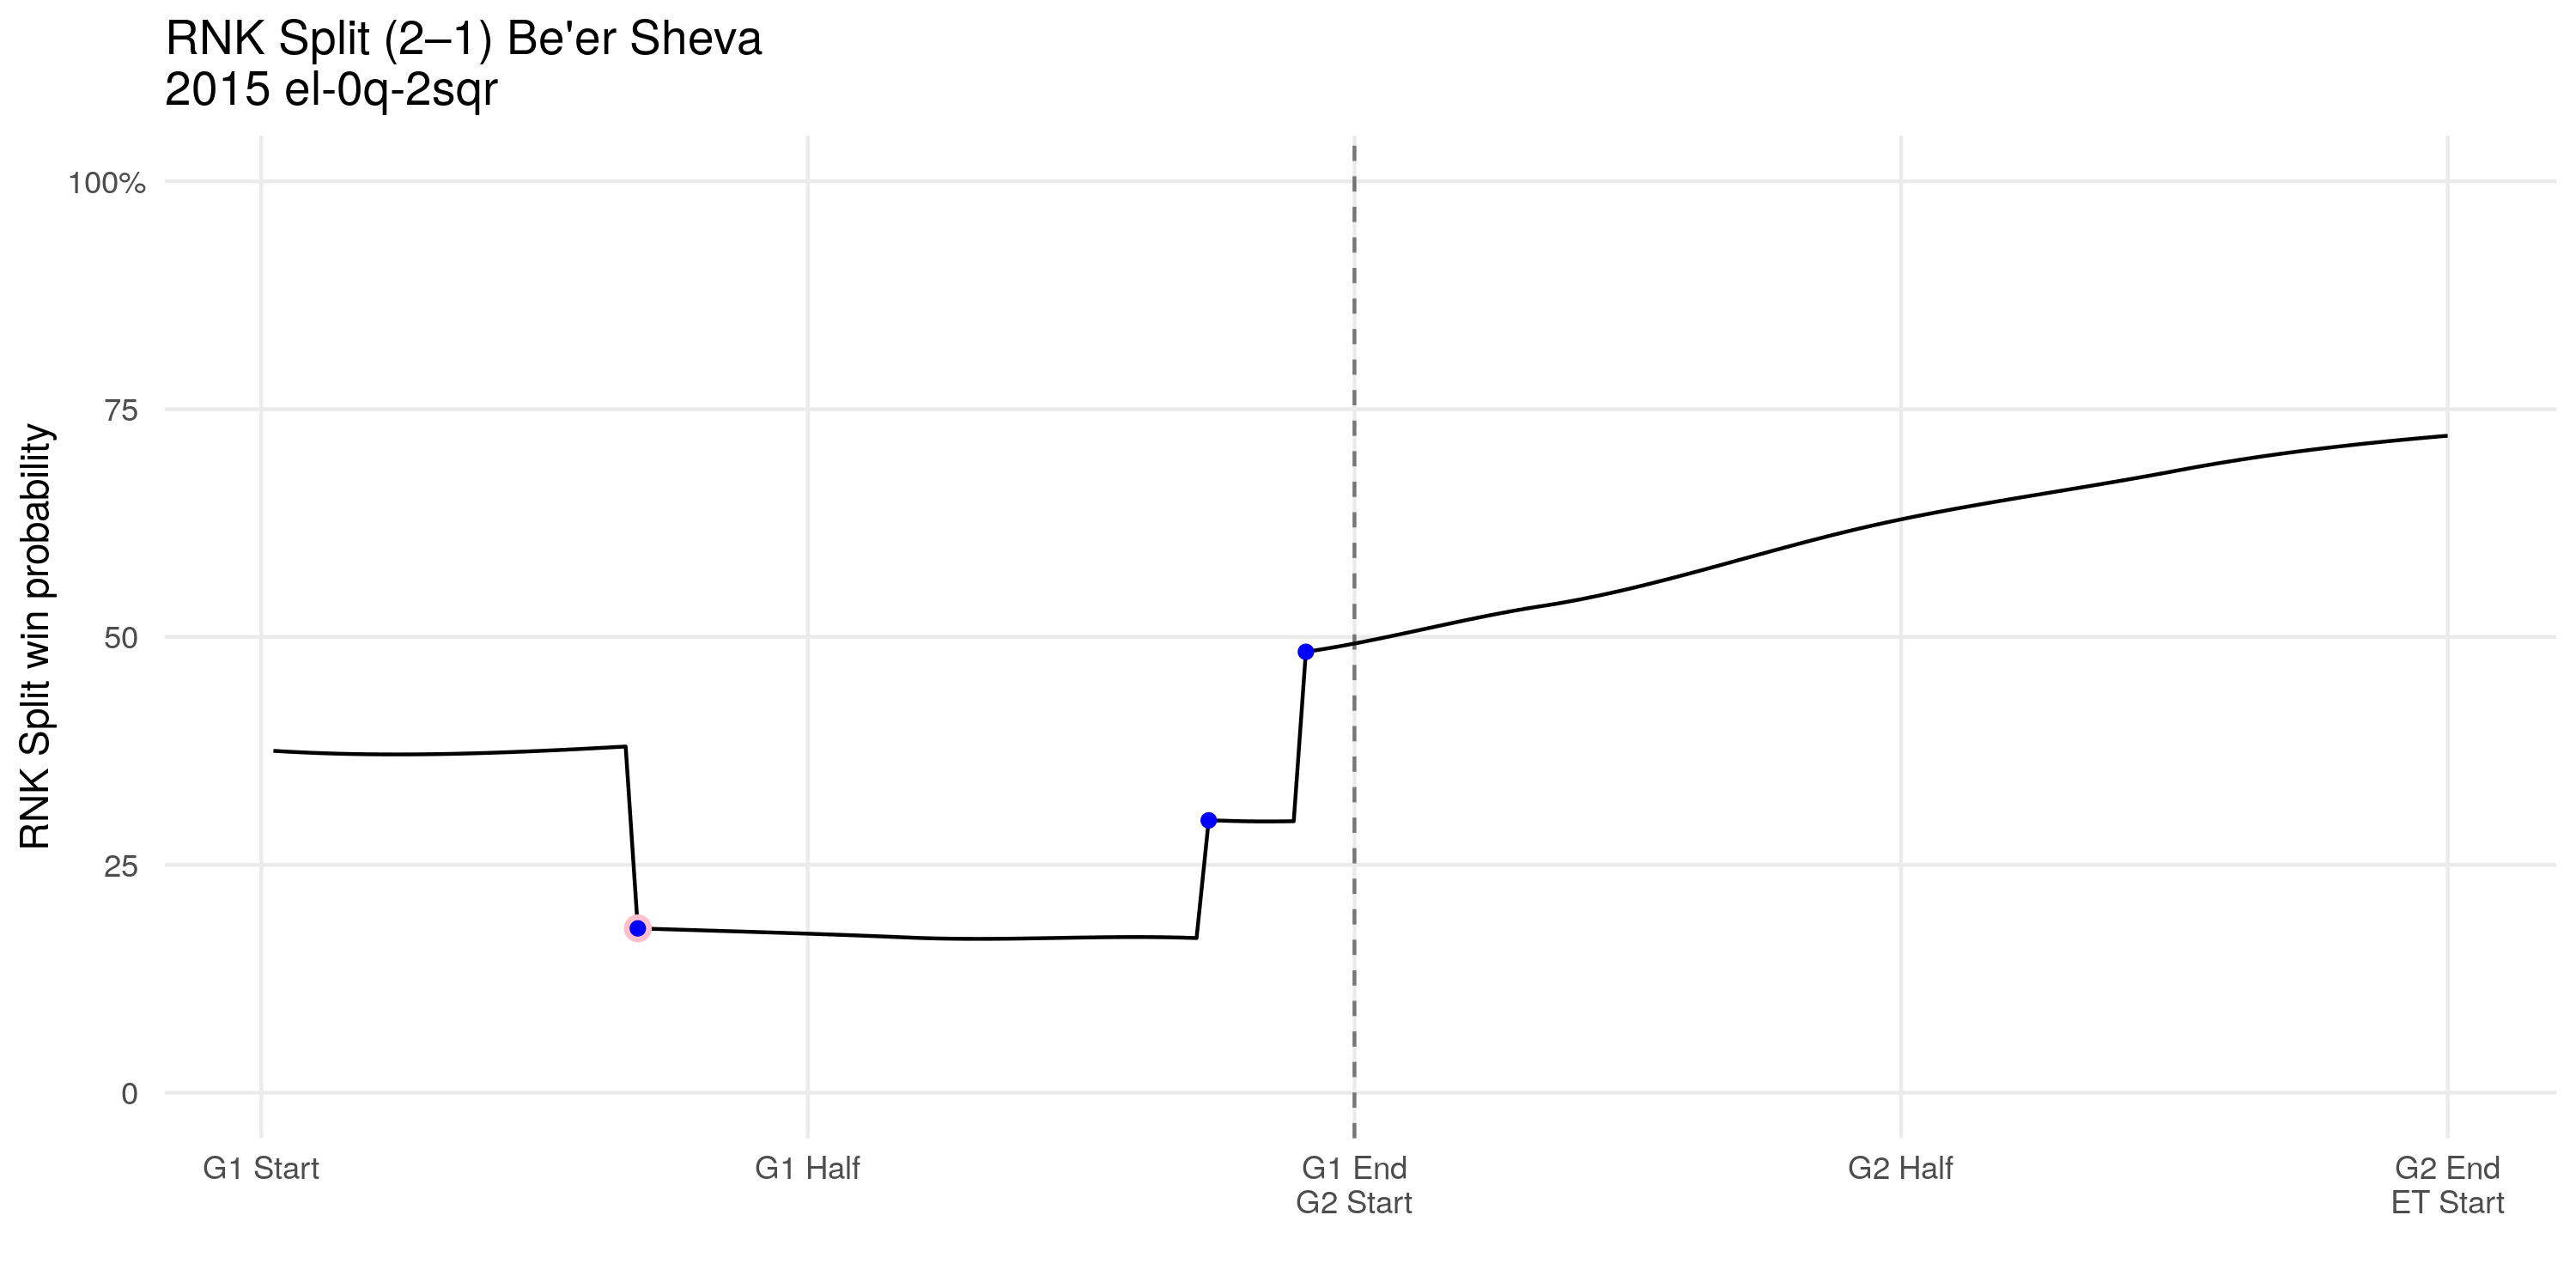 RNK Split (2–1) Be'er Sheva
2015 el-0q-2sqr
RNK Split win probability
100%
75
50
25
0
G1 Start
G1 Half
G1 End
G2 Start
G2 Half
G2 End
ET Start